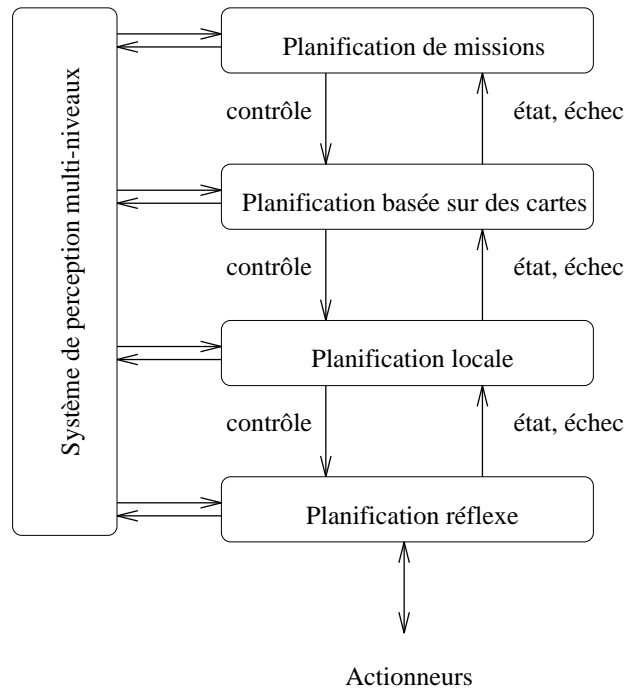 Système de perception multi-niveaux
Planification de missions
contrôle
état, échec
Planification basée sur des cartes
contrôle
état, échec
Planification locale
contrôle
état, échec
Planification réflexe
Actionneurs